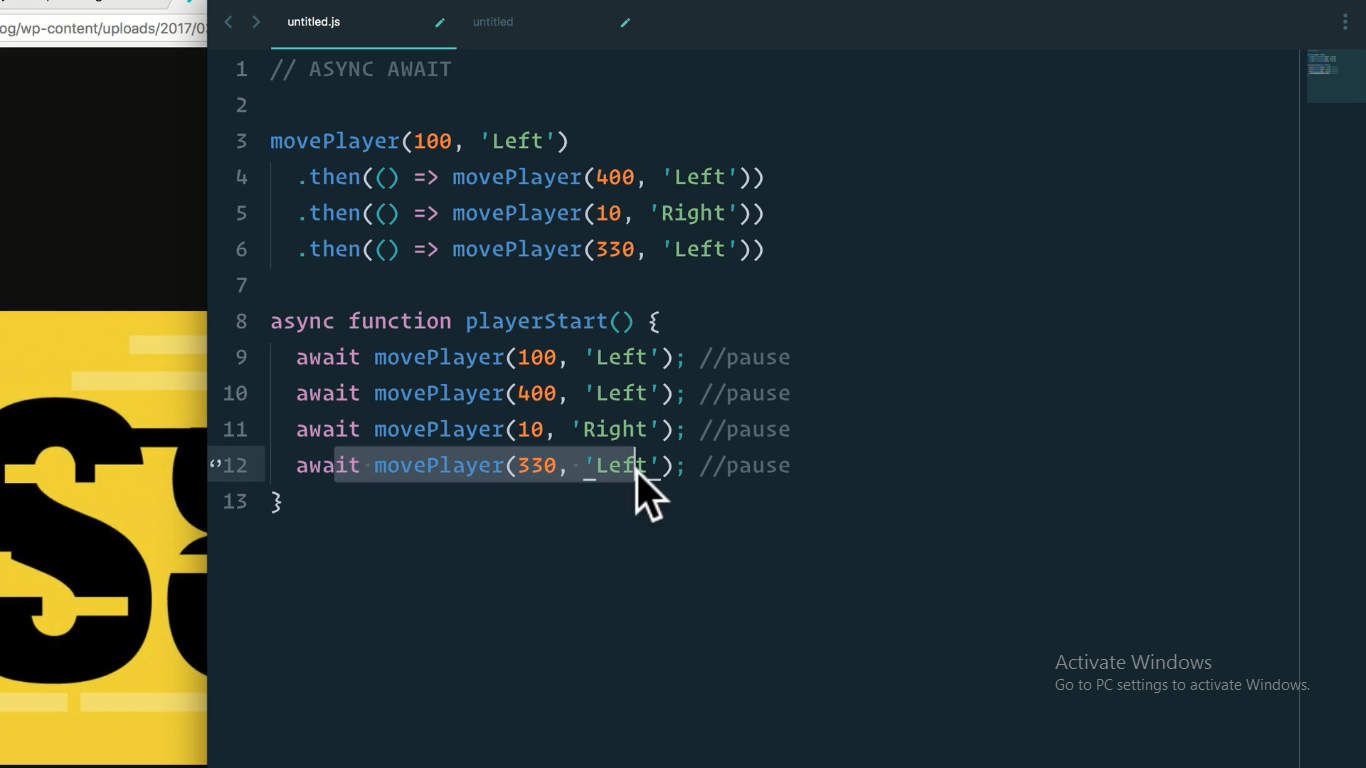 og/wp-content/uploads/2017/03
untitled.js
untitled
1 // ASYNC AWAIT
2
3 movePlayer(100, 'Left')
4 .then(() => movePlayer(400, 'Left'))
5 .then(() => movePlayer(10, 'Right'))
6 .then(() => movePlayer(330, 'Left'))
7
8 async function playerStart() {
9 await movePlayer(100, 'Left'); //pause
10 await movePlayer(400, 'Left'); //pause
11 await movePlayer(10, 'Right'); //pause
12 await movePlayer(330, 'Left'); //pause
13 }
Activate Windows
Go to PC settings to activate Windows.